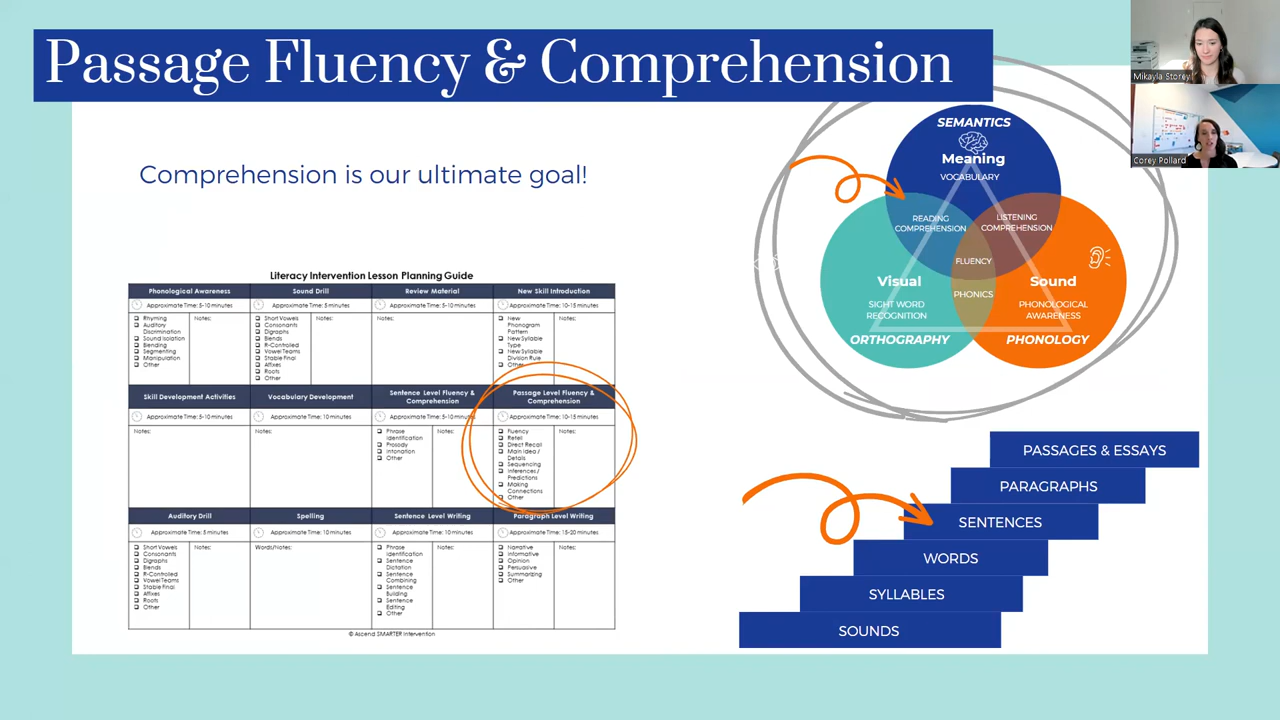 Passage Fluency & Comprehension
Mikayla Storey
Corey Pollard
Comprehension is our ultimate goal!
SEMANTICS
Meaning
VOCABULARY
READING
COMPREHENSION
LISTENING
COMPREHENSION
FLUENCY
Visual
Sound
PHONICS
SIGHT WORD
RECOGNITION
PHONOLOGICAL
AWARENESS
ORTHOGRAPHY
PHONOLOGY
Literacy Intervention Lesson Planning Guide
Phonological Awareness
Approximate Time: 5-10 minutes
Rhyming
Auditory
Discrimination
Sound Isolation
Blending
Segmenting
Manipulation
Other
Notes:
Sound Drill
Approximate Time: 5 minutes
Short Vowels
Consonants
Digraphs
Blends
R-Controlled
Vowel Teams
Stable Final
Affixes
Roots
Other
Notes:
Review Material
Approximate Time: 5-10 minutes
Notes:
New Skill Introduction
Approximate Time: 10-15 minutes
New
Phonogram
Pattern
New Syllable
Type
New Syllable
Division Rule
Other
Notes:
Skill Development Activities
Approximate Time: 5-10 minutes
Notes:
Vocabulary Development
Approximate Time: 10 minutes
Notes:
Sentence Level Fluency &
Comprehension
Approximate Time: 5-10 minutes
Phrase
Identification
Prosody
Intonation
Other
Notes:
Passage Level Fluency &
Comprehension
Approximate Time: 10-15 minutes
Fluency
Retell
Direct Recall
Main Idea /
Details
Sequencing
Inferences /
Predictions
Making
Connections
Other
Notes:
Auditory Drill
Approximate Time: 5 minutes
Short Vowels
Consonants
Digraphs
Blends
R-Controlled
Vowel Teams
Stable Final
Affixes
Roots
Other
Notes:
Spelling
Approximate Time: 10 minutes
Words/Notes:
Sentence Level Writing
Approximate Time: 10 minutes
Phrase
Identification
Sentence
Dictation
Sentence
Combining
Sentence
Building
Sentence
Editing
Other
Notes:
Paragraph Level Writing
Approximate Time: 15-20 minutes
Narrative
Informative
Opinion
Persuasive
Summarizing
Other
Notes:
© Ascend SMARTER Intervention
PASSAGES & ESSAYS
PARAGRAPHS
SENTENCES
WORDS
SYLLABLES
SOUNDS